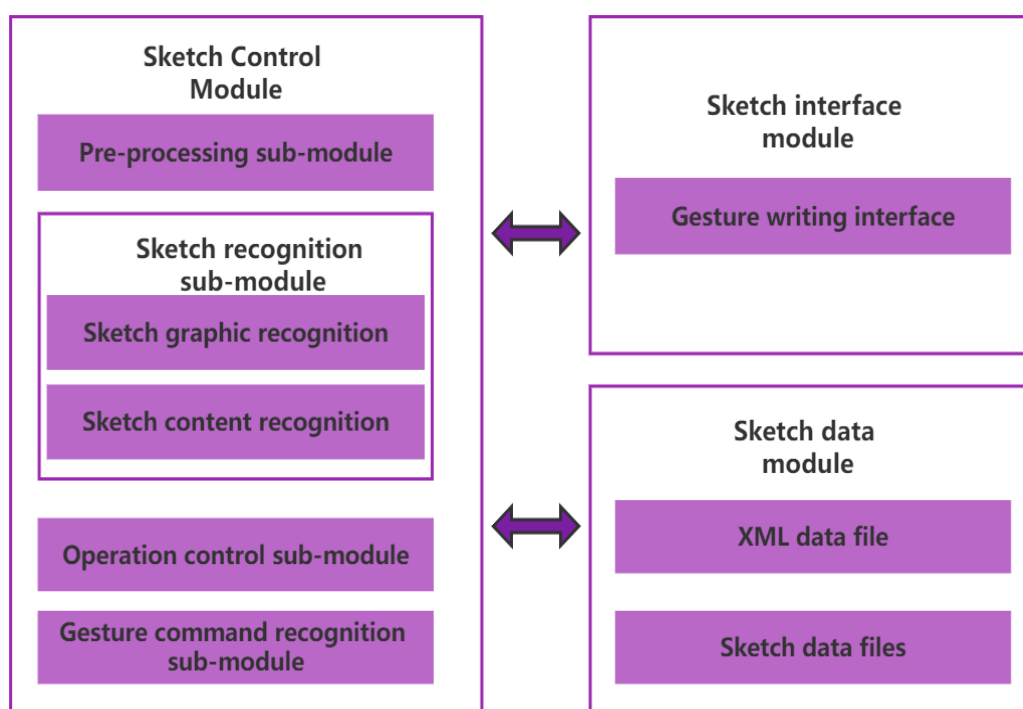 Sketch Control
Module
Pre-processing sub-module
Sketch recognition
sub-module
Sketch graphic recognition
Sketch content recognition
Operation control sub-module
Gesture command recognition
sub-module
Sketch interface
module
Gesture writing interface
Sketch data
module
XML data file
Sketch data files